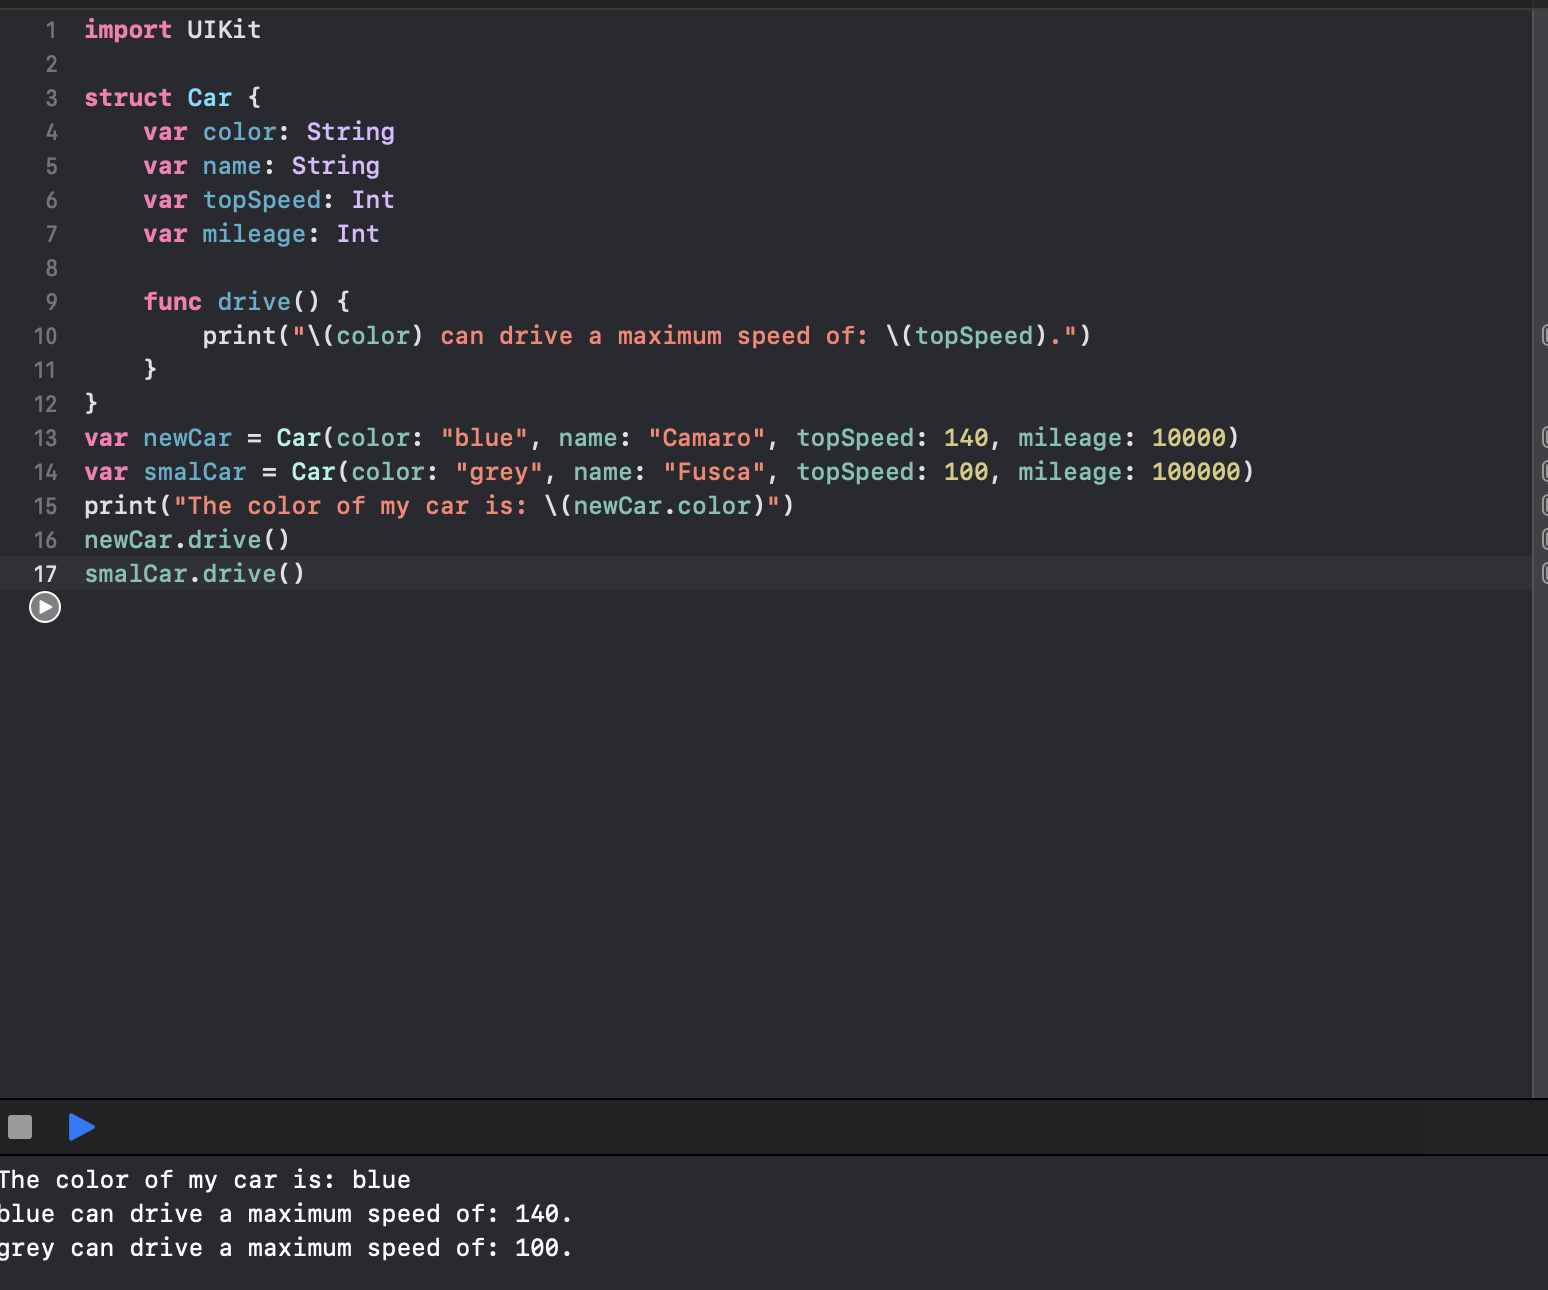 1 import UIKit
2
3 struct Car {
4     var color: String
5     var name: String
6     var topSpeed: Int
7     var mileage: Int
8
9     func drive() {
10         print("\(color) can drive a maximum speed of: \(topSpeed).")
11     }
12 }
13 var newCar = Car(color: "blue", name: "Camaro", topSpeed: 140, mileage: 10000)
14 var smalCar = Car(color: "grey", name: "Fusca", topSpeed: 100, mileage: 100000)
15 print("The color of my car is: \(newCar.color)")
16 newCar.drive()
17 smalCar.drive()
The color of my car is: blue
blue can drive a maximum speed of: 140.
grey can drive a maximum speed of: 100.